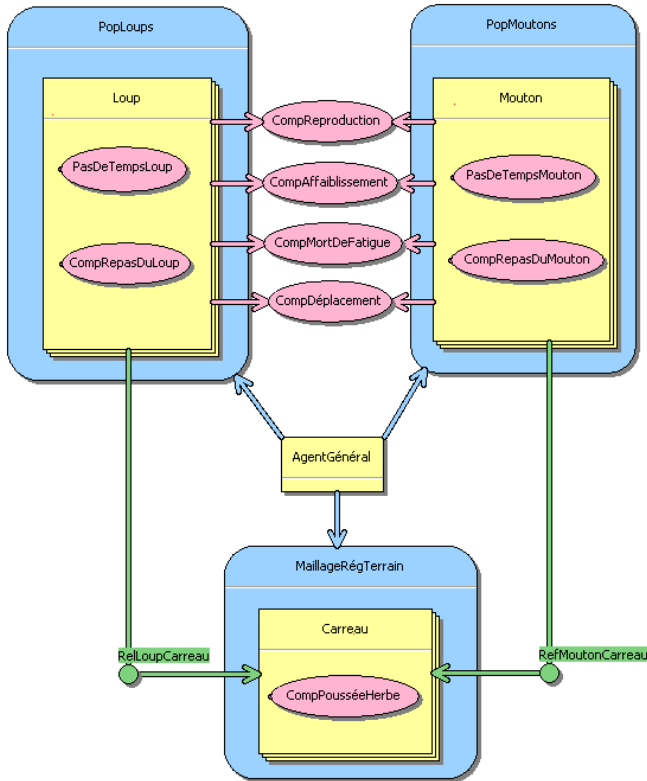 PopLoups
PopMoutons
Loup
Mouton
CompReproduction
PasDeTempsLoup
CompAffaiblissement
PasDeTempsMouton
CompMortDeFatigue
CompRepasDuLoup
CompRepasDuMouton
CompDéplacement
AgentGénéral
MaillageRégTerrain
Carreau
RelLoupCarreau
RefMoutonCarreau
CompPousséeHerbe